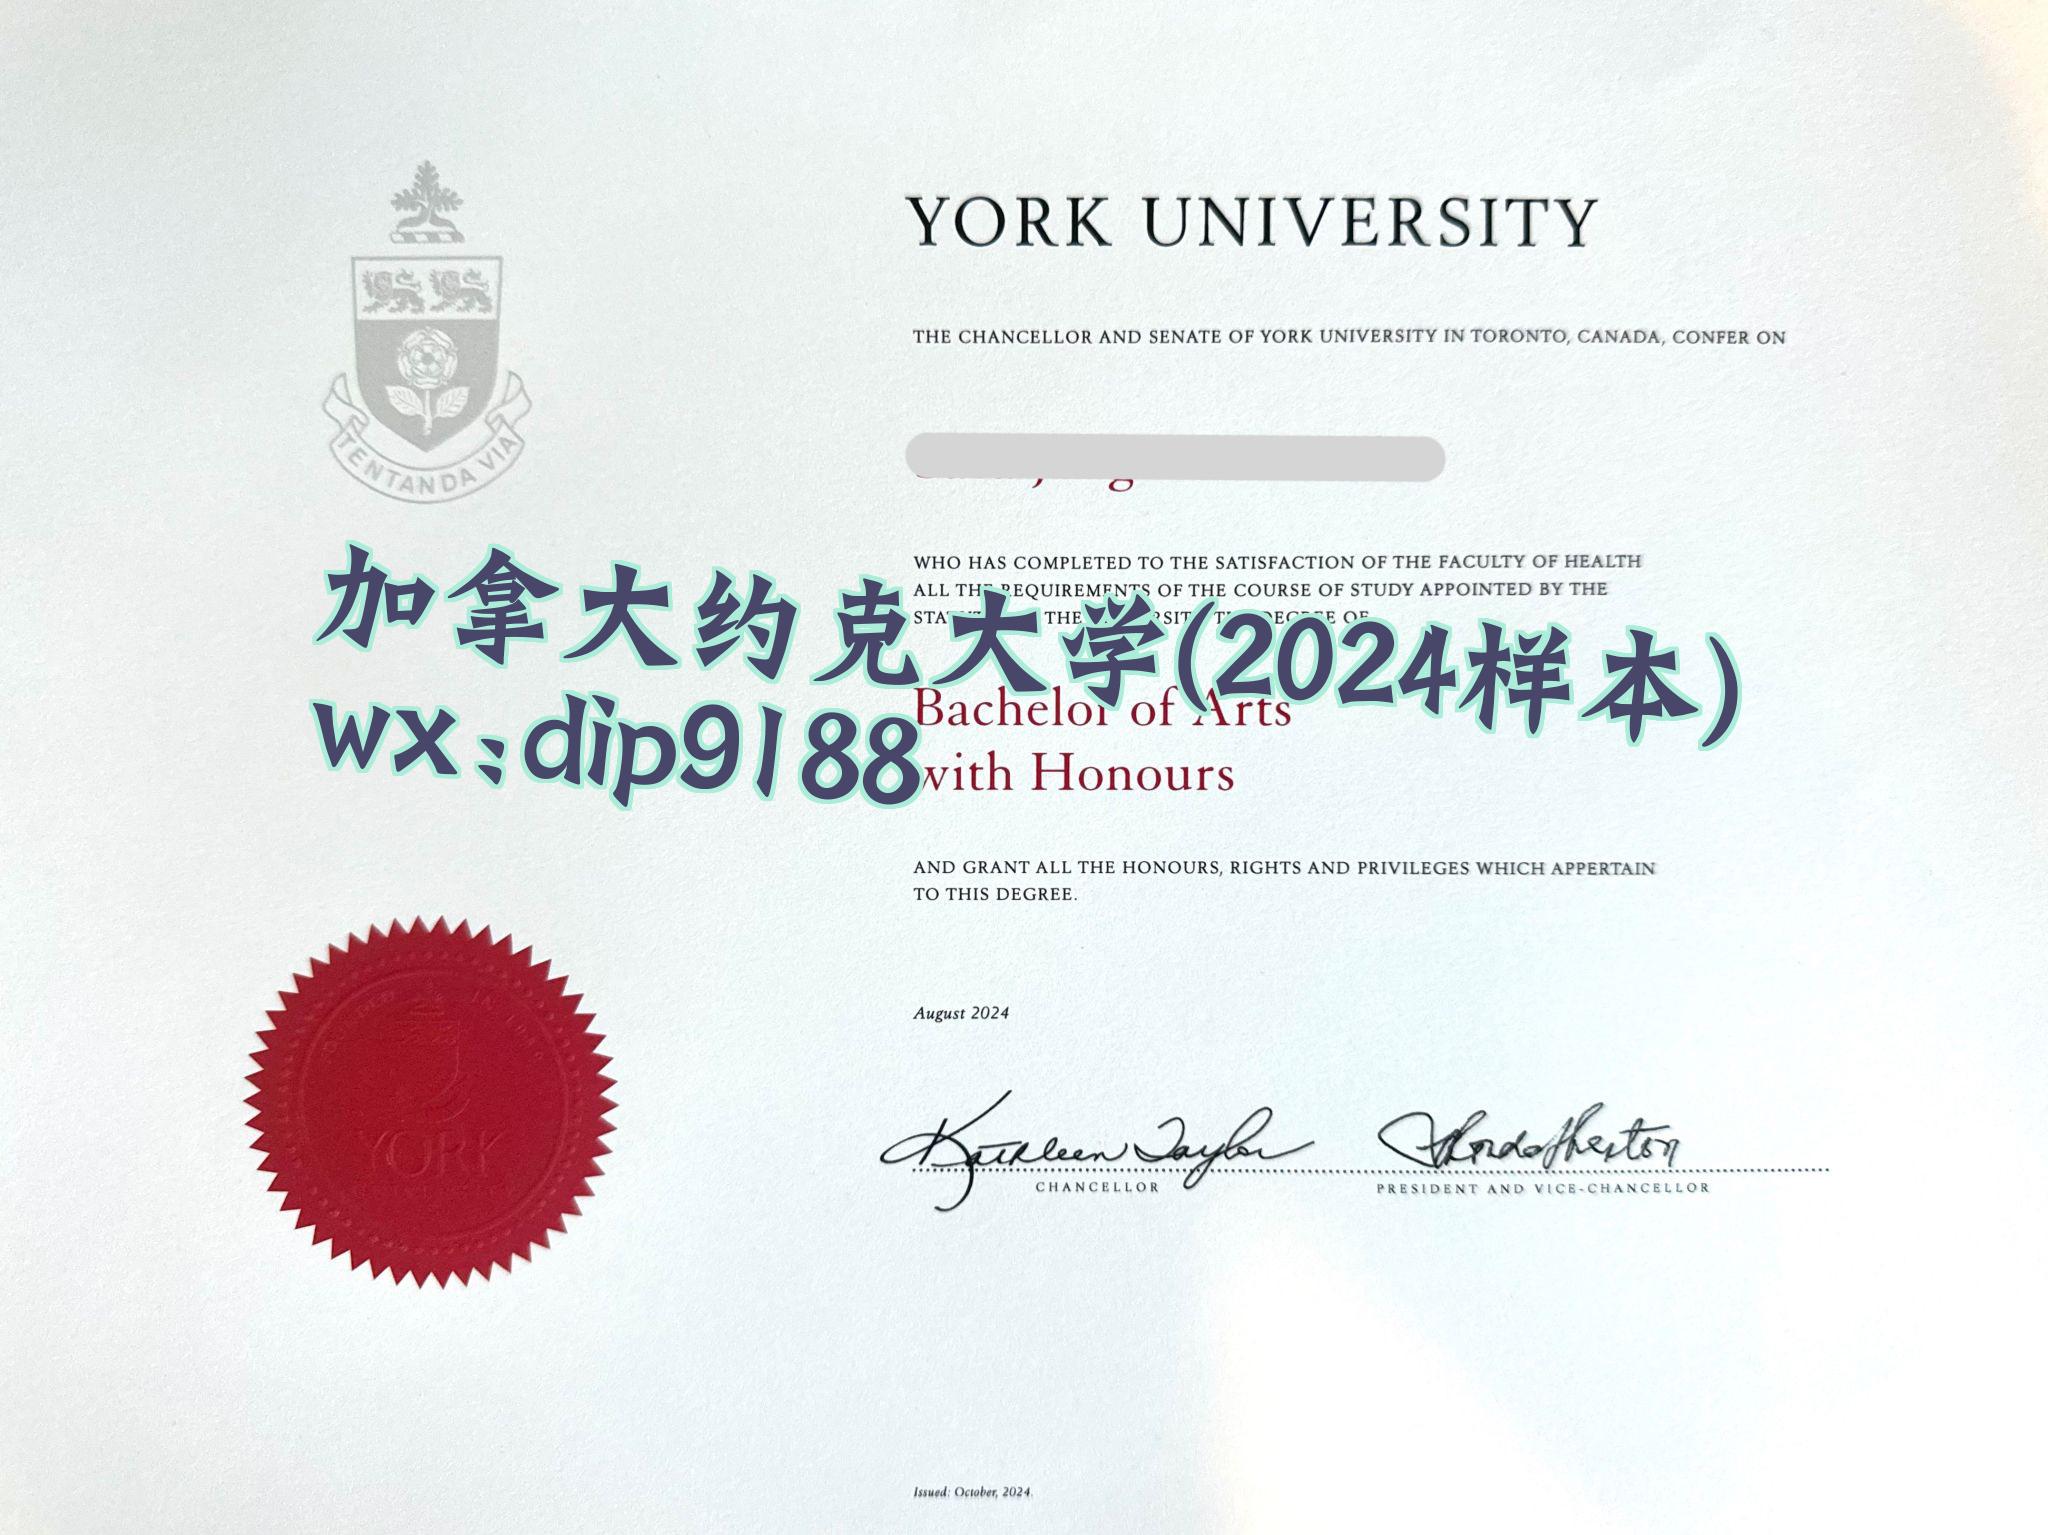 YORK UNIVERSITY
THE CHANCELLOR AND SENATE OF YORK UNIVERSITY IN TORONTO, CANADA, CONFER ON
TENTANDA VIA
WHO HAS COMPLETED TO THE SATISFACTION OF THE FACULTY OF HEALTH
ALL THE REQUIREMENTS OF THE COURSE OF STUDY APPOINTED BY THE
THE DEGREE OF
加拿大约克大学(2024样本)
wx:dip9188
Bachelor of Arts
with Honours
AND GRANT ALL THE HONOURS, RIGHTS AND PRIVILEGES WHICH APPERTAIN
TO THIS DEGREE.
August 2024
YORK
Kathleen Taylor
CHANCELLOR
PRESIDENT AND VICE-CHANCELLOR
Issued: October, 2024.